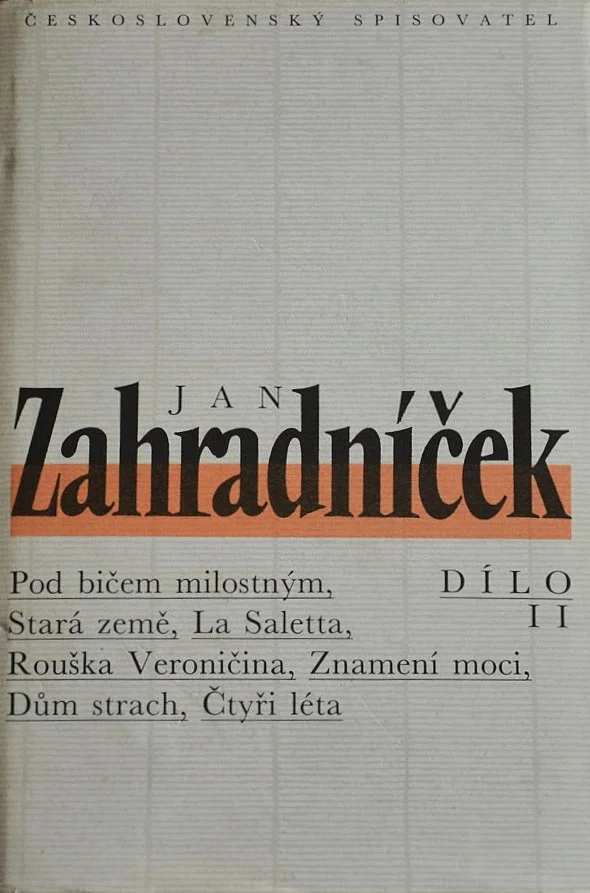 ČESKOSLOVENSKÝ SPISOVATEL
JAN
Zahradníček
DÍLO
II
Pod bičem milostným,
Stará země, La Saletta,
Rouška Veroničina, Znamení moci,
Dům strach, Čtyři léta